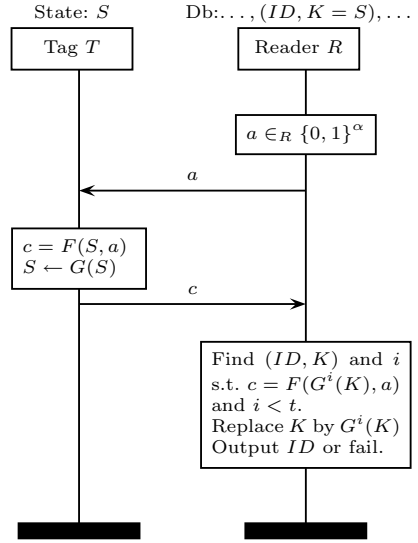 State: S
Db:..., (ID, K = S), ...
Tag T
Reader R
a ∈_R {0, 1}^α
a
c = F(S, a)
S ← G(S)
c
Find (ID, K) and i
s.t. c = F(G^i(K), a)
and i < t.
Replace K by G^i(K)
Output ID or fail.